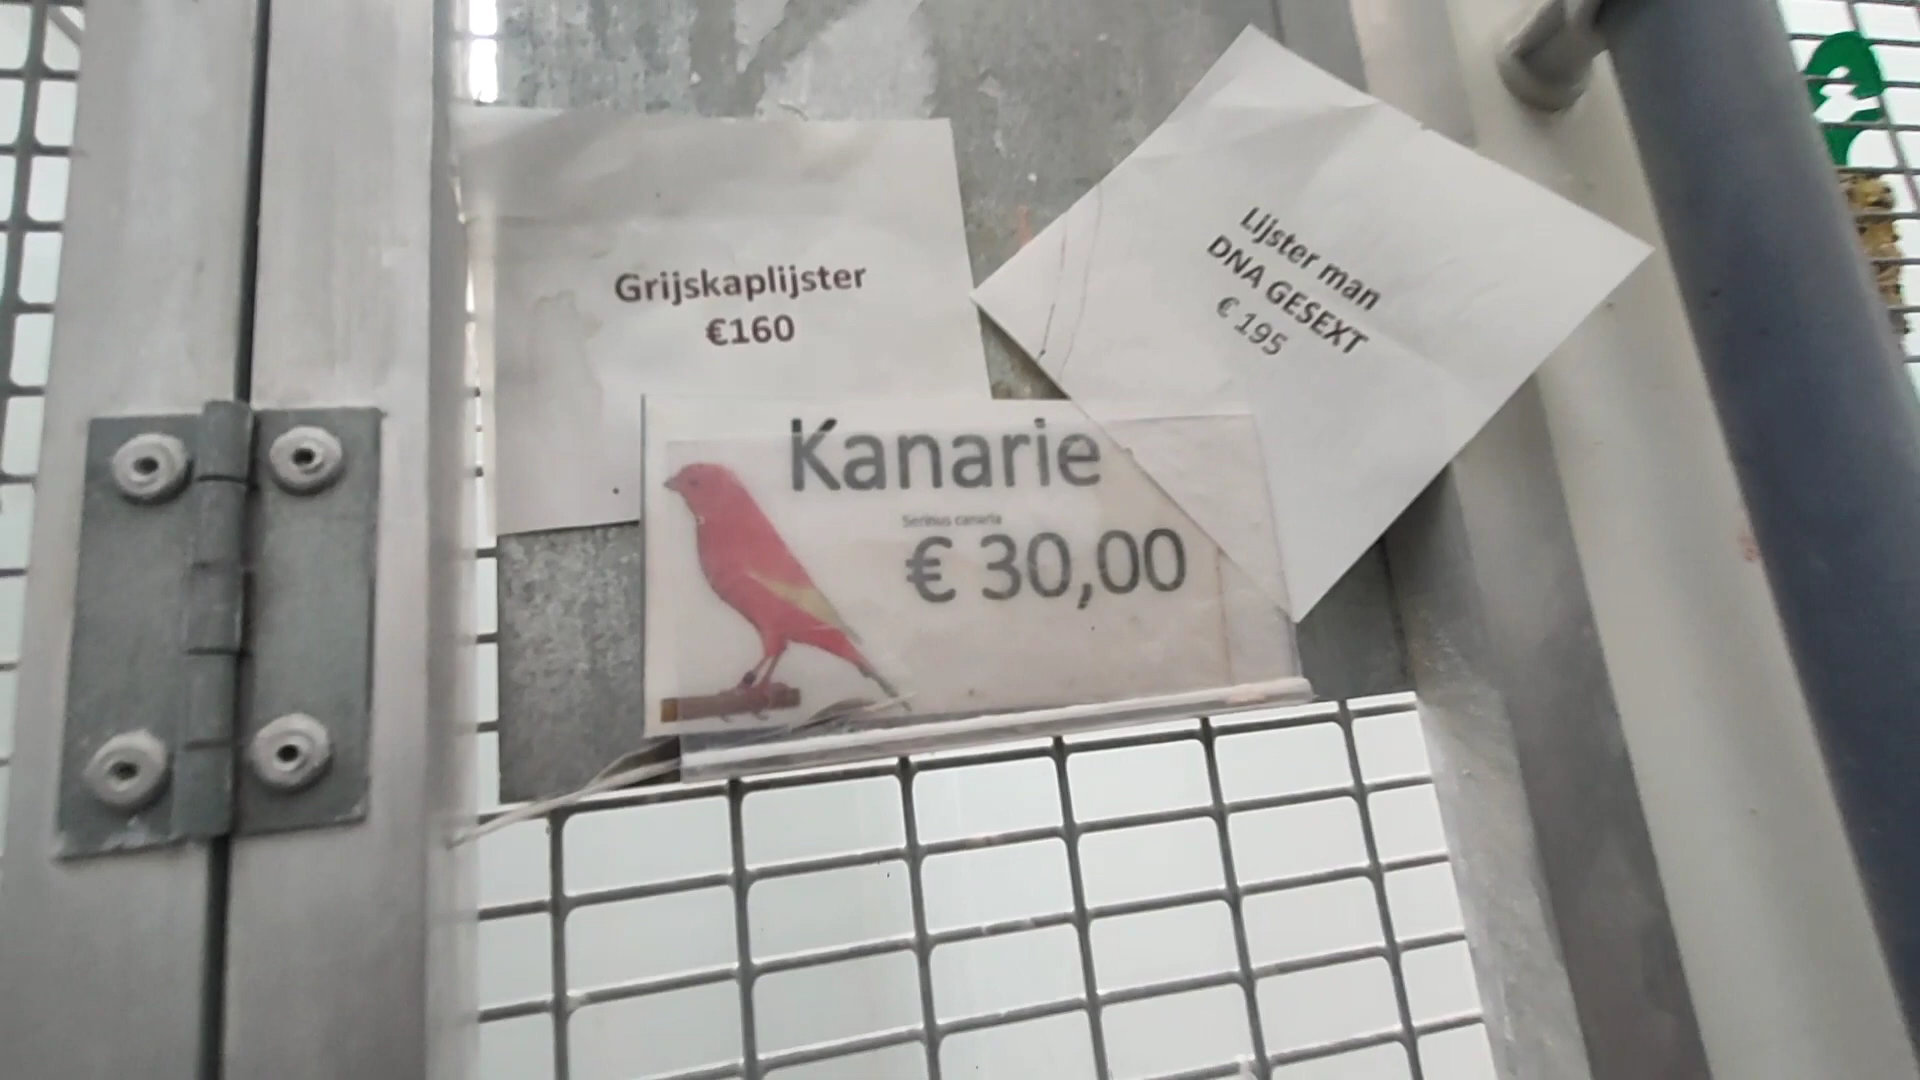 Grijskaplijster
€160
Lijster man
DNA GESEXT
€ 195
Kanarie
Serinus canaria
€ 30,00